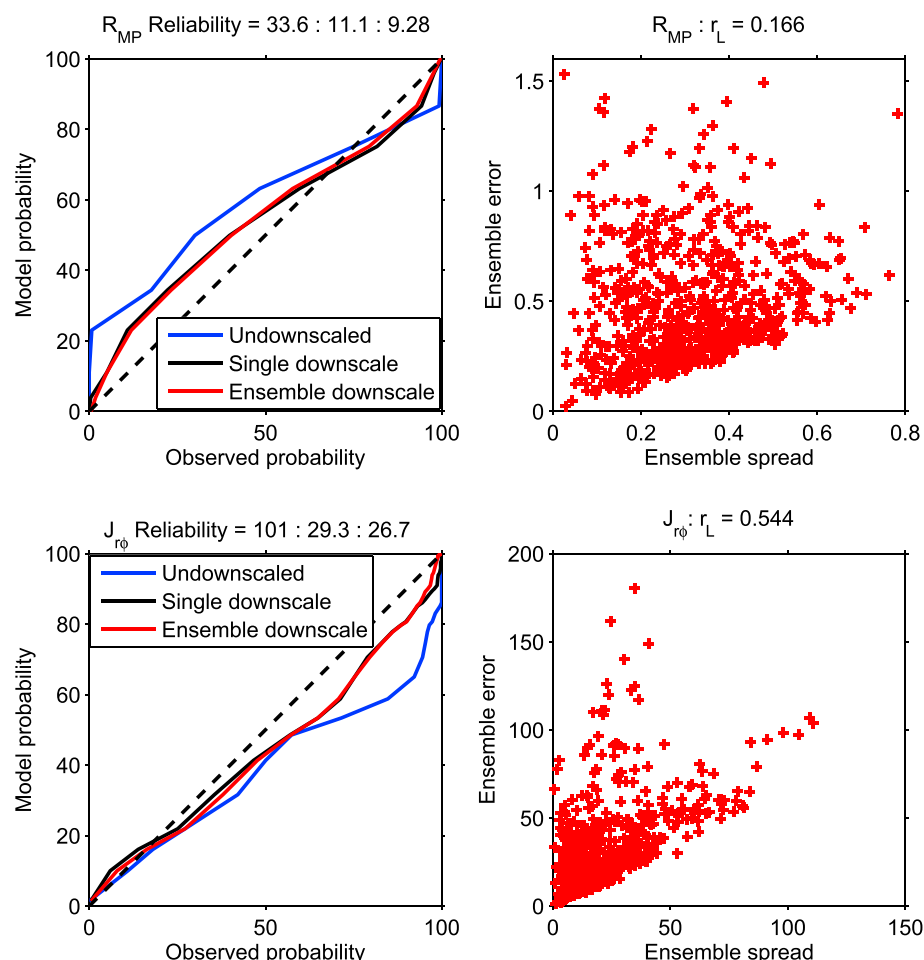 R_MP Reliability = 33.6 : 11.1 : 9.28
100
80
60
40
20
0
Model probability
Undownscaled
Single downscale
Ensemble downscale
0 50 100
Observed probability
R_MP : r_L = 0.166
1.5
1
0.5
0
Ensemble error
0 0.2 0.4 0.6 0.8
Ensemble spread
J_rϕ Reliability = 101 : 29.3 : 26.7
100
80
60
40
20
0
Model probability
Undownscaled
Single downscale
Ensemble downscale
0 50 100
Observed probability
J_rϕ: r_L = 0.544
200
150
100
50
0
Ensemble error
0 50 100 150
Ensemble spread